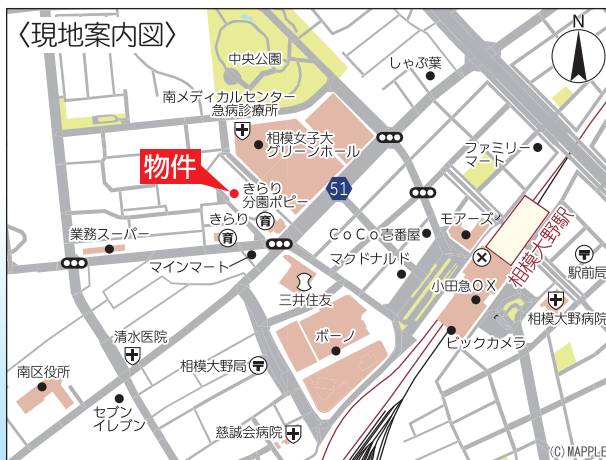 〈現地案内図〉
N
中央公園
しゃぶ葉
南メディカルセンター
急病診療所
相模女子大
グリーンホール
ファミリー
マート
物件
きらり
分園ポピー
51
きらり
育
育
モアーズ
業務スーパー
CoCo壱番屋
マインマート
マクドナルド
相模大野駅
駅前局
小田急OX
三井住友
相模大野病院
ボーノ
ビックカメラ
清水医院
相模大野局
南区役所
セブン
イレブン
慈誠会病院
(C)MAPPLE